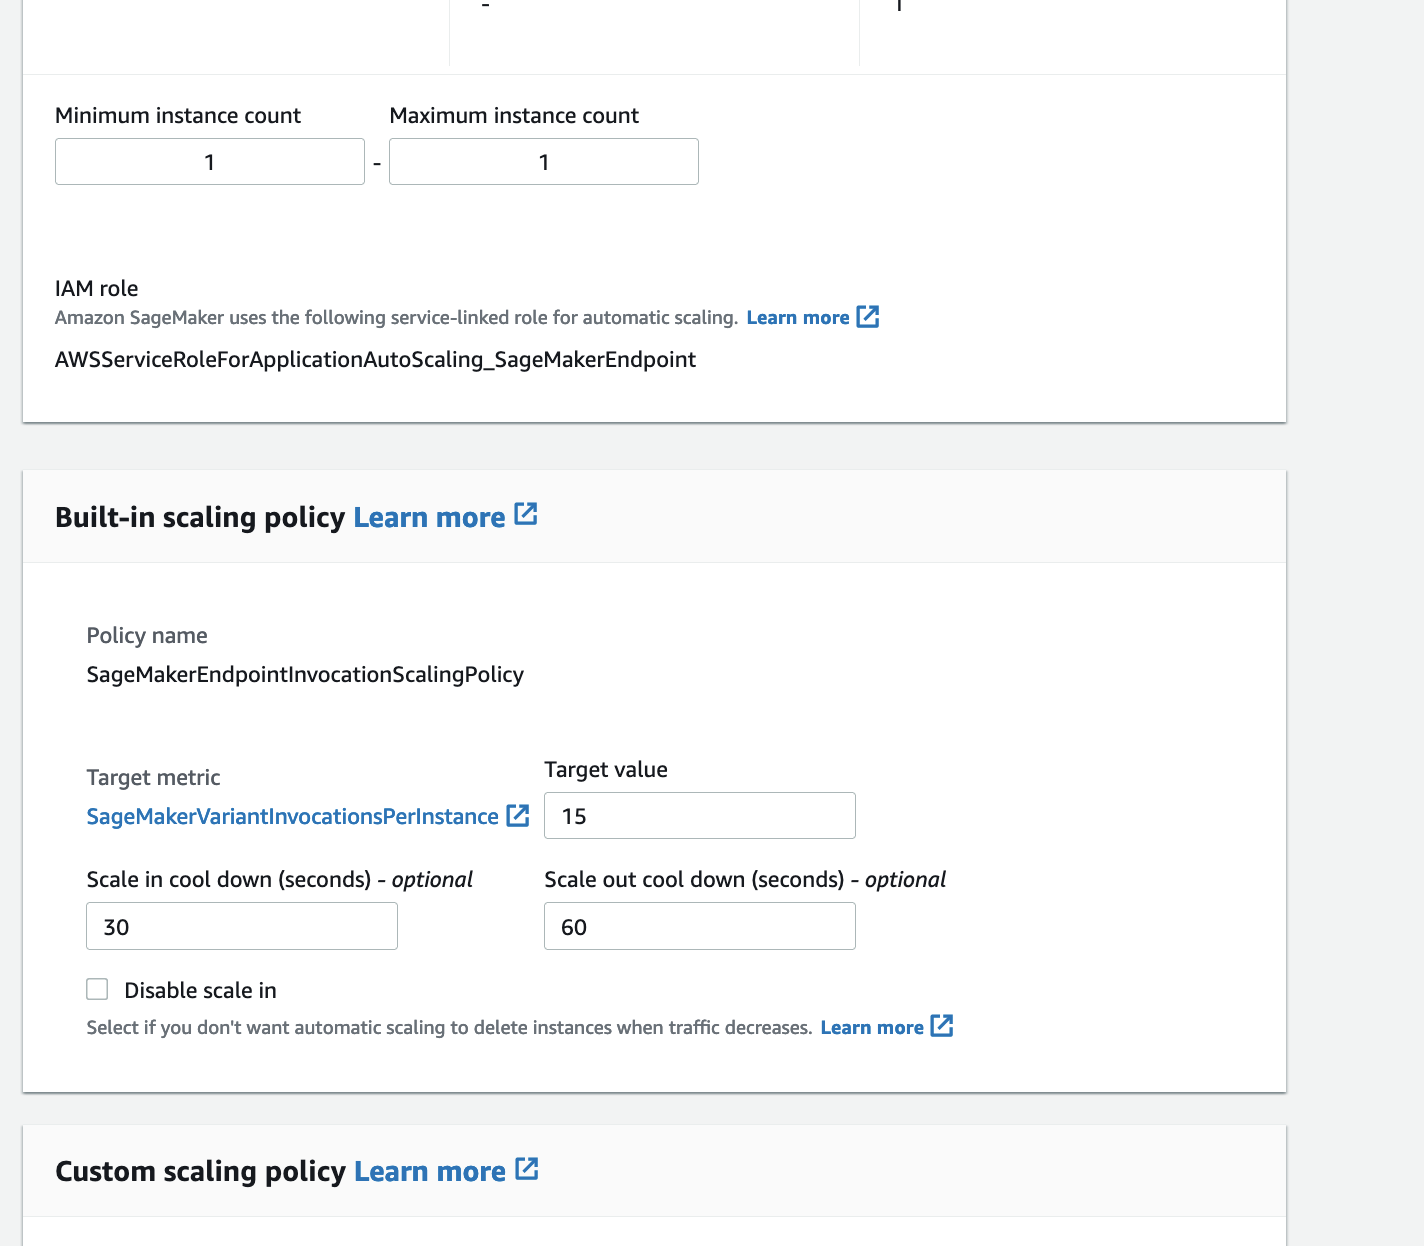 -
Minimum instance count
Maximum instance count
1 - 1
IAM role
Amazon SageMaker uses the following service-linked role for automatic scaling. Learn more
AWSServiceRoleForApplicationAutoScaling_SageMakerEndpoint
Built-in scaling policy Learn more
Policy name
SageMakerEndpointInvocationScalingPolicy
Target metric
SageMakerVariantInvocationsPerInstance
Target value
15
Scale in cool down (seconds) - optional
30
Scale out cool down (seconds) - optional
60
Disable scale in
Select if you don't want automatic scaling to delete instances when traffic decreases. Learn more
Custom scaling policy Learn more